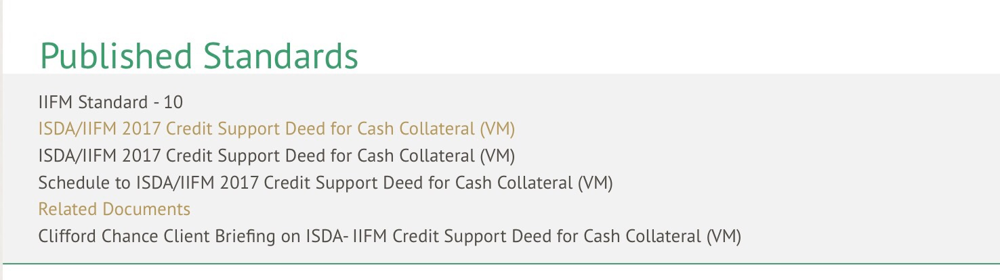 Published Standards
IIFM Standard - 10
ISDA/IIFM 2017 Credit Support Deed for Cash Collateral (VM)
ISDA/IIFM 2017 Credit Support Deed for Cash Collateral (VM)
Schedule to ISDA/IIFM 2017 Credit Support Deed for Cash Collateral (VM)
Related Documents
Clifford Chance Client Briefing on ISDA- IIFM Credit Support Deed for Cash Collateral (VM)